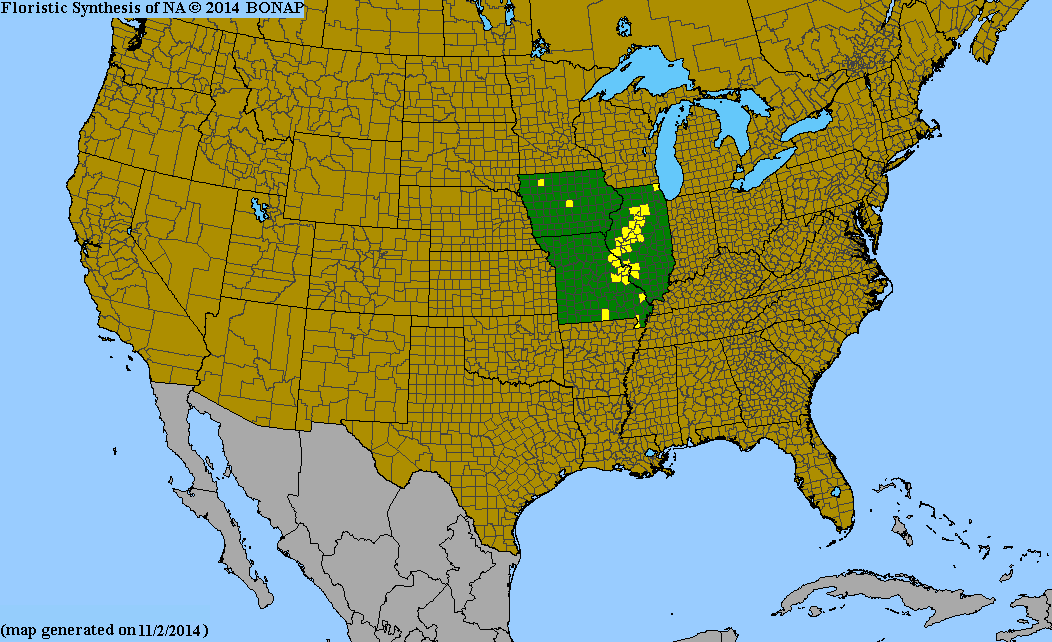 Floristic Synthesis of NA © 2014 BONAP
(map generated on 11/2/2014)